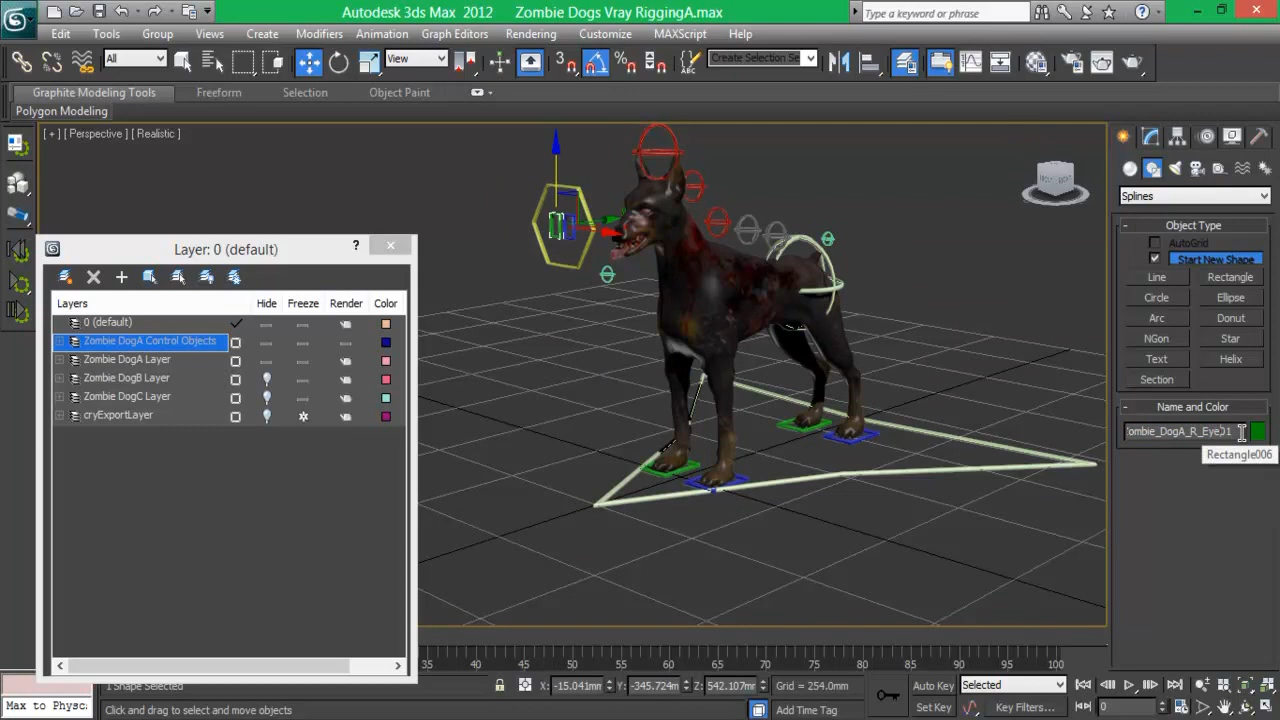 Autodesk 3ds Max 2012 Zombie Dogs Vray RiggingA.max
Type a keyword or phrase
Edit Tools Group Views Create Modifiers Animation Graph Editors Rendering Customize MAXScript Help
All View Create Selection Se
Graphite Modeling Tools Freeform Selection Object Paint
Polygon Modeling
[ + ] [ Perspective ] [ Realistic ]
Splines
Layer: 0 (default)
Layers Hide Freeze Render Color
0 (default)
Zombie DogA Control Objects
Zombie DogA Layer
Zombie DogB Layer
Zombie DogC Layer
cryExportLayer
Object Type
AutoGrid
Start New Shape
Line Rectangle
Circle Ellipse
Arc Donut
NGon Star
Text Helix
Section
Name and Color
ombie_DogA_R_Eye01
Rectangle006
35 40 45 50 55 60 65 70 75 80 85 90 95 100
1 Shape Selected X: -15.041mm Y: -345.724m Z: 542.107mm Grid = 254.0mm Auto Key Selected
Max to Physc Click and drag to select and move objects Add Time Tag Set Key Key Filters... 0